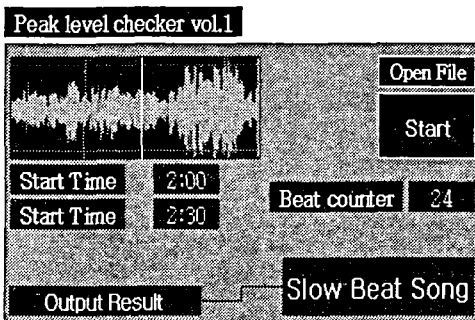 Peak level checker vol.1
Open File
Start
Start Time 2:00
Start Time 2:30
Beat counter 24
Output Result
Slow Beat Song